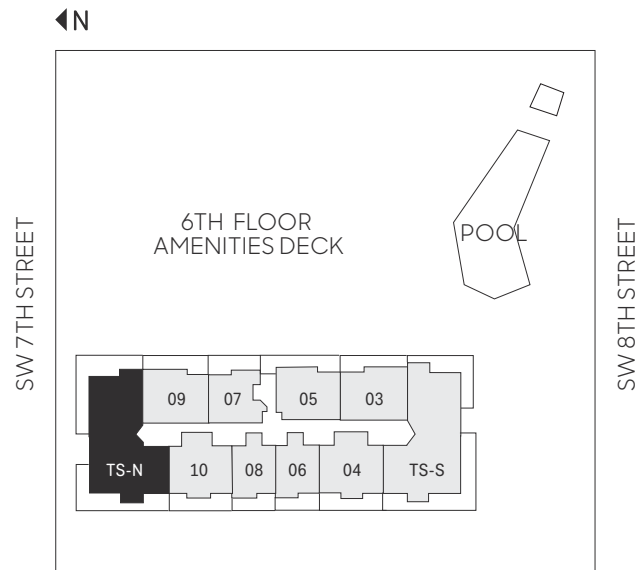 N
6TH FLOOR
AMENITIES DECK
POOL
SW 7TH STREET
SW 8TH STREET
09 07 05 03
TS-N 10 08 06 04 TS-S